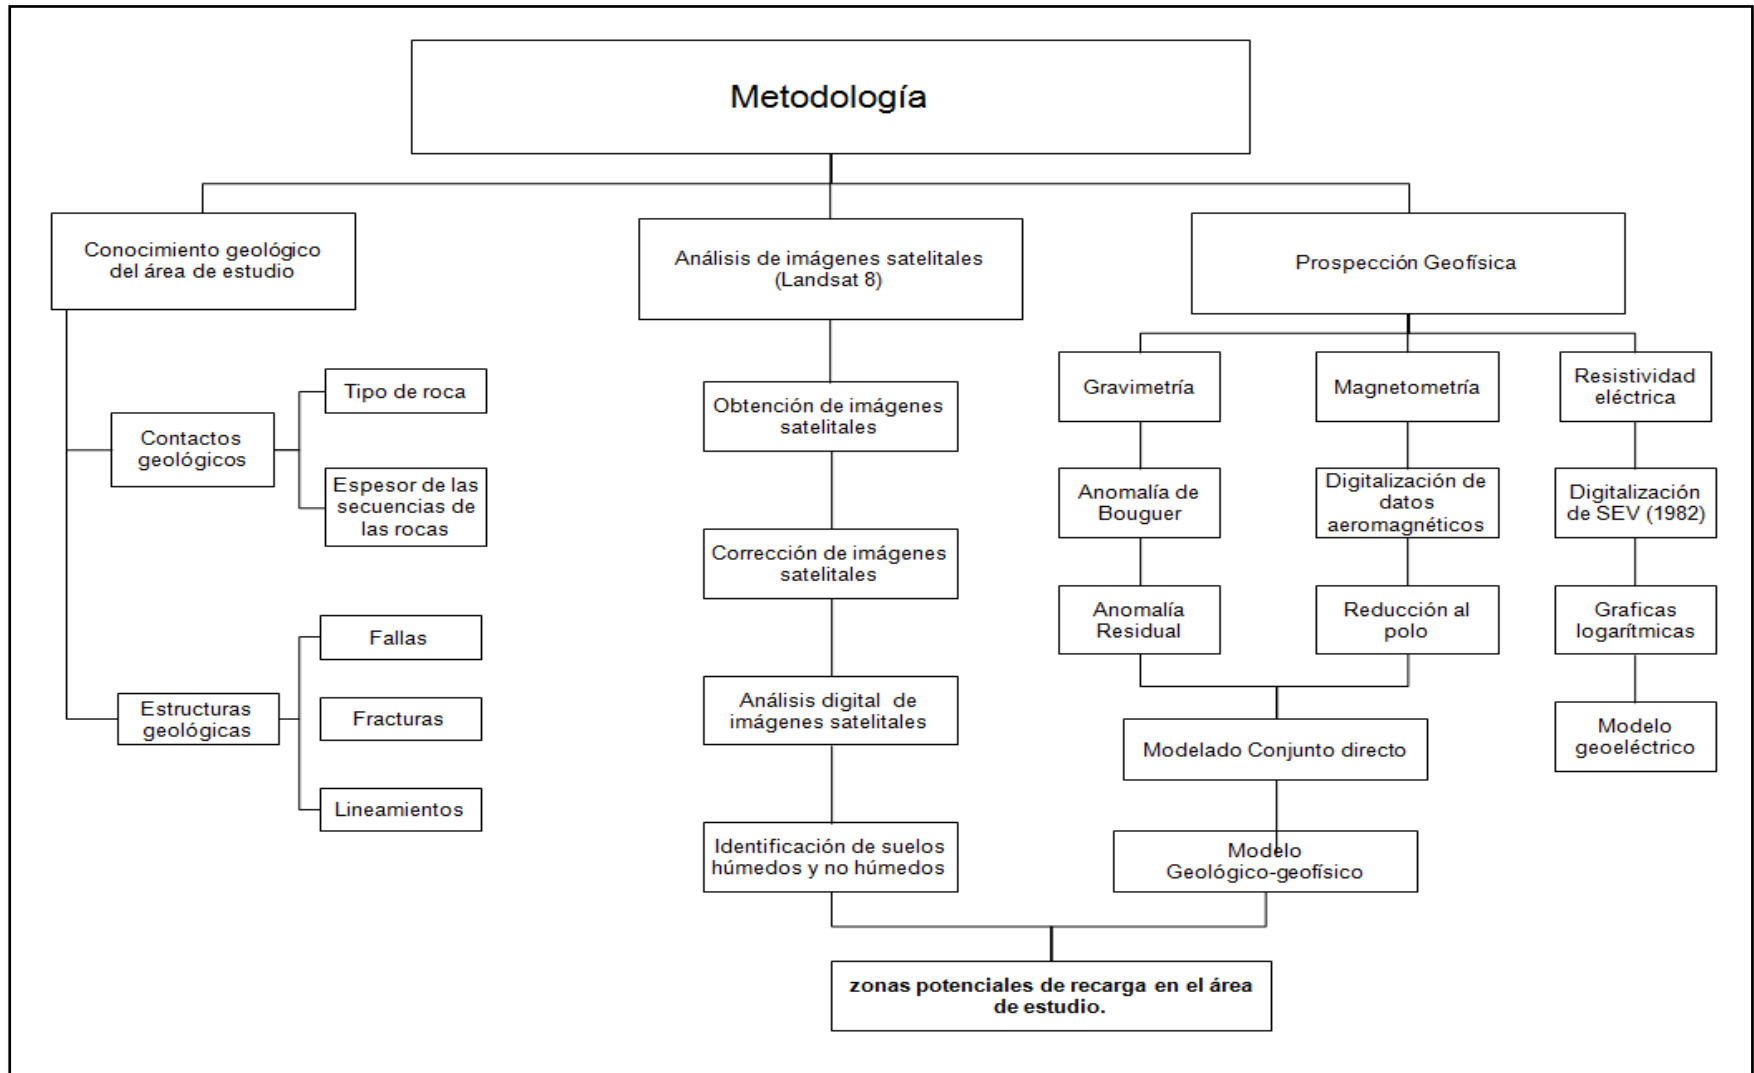 Metodología
Conocimiento geológico
del área de estudio
Contactos
geológicos
Tipo de roca
Espesor de las
secuencias de
las rocas
Estructuras
geológicas
Fallas
Fracturas
Lineamientos
Análisis de imágenes satelitales
(Landsat 8)
Obtención de imágenes
satelitales
Corrección de imágenes
satelitales
Análisis digital de
imágenes satelitales
Identificación de suelos
húmedos y no húmedos
Prospección Geofísica
Gravimetría
Anomalía de
Bouguer
Anomalía
Residual
Magnetometría
Digitalización de
datos
aeromagnéticos
Reducción al
polo
Modelado Conjunto directo
Modelo
Geológico-geofísico
Resistividad
eléctrica
Digitalización
de SEV (1982)
Graficas
logarítmicas
Modelo
geoeléctrico
zonas potenciales de recarga en el área
de estudio.